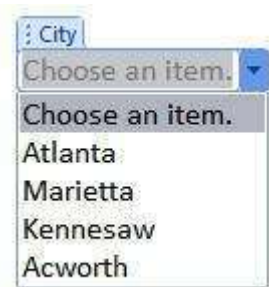 City
Choose an item.
Choose an item.
Atlanta
Marietta
Kennesaw
Acworth